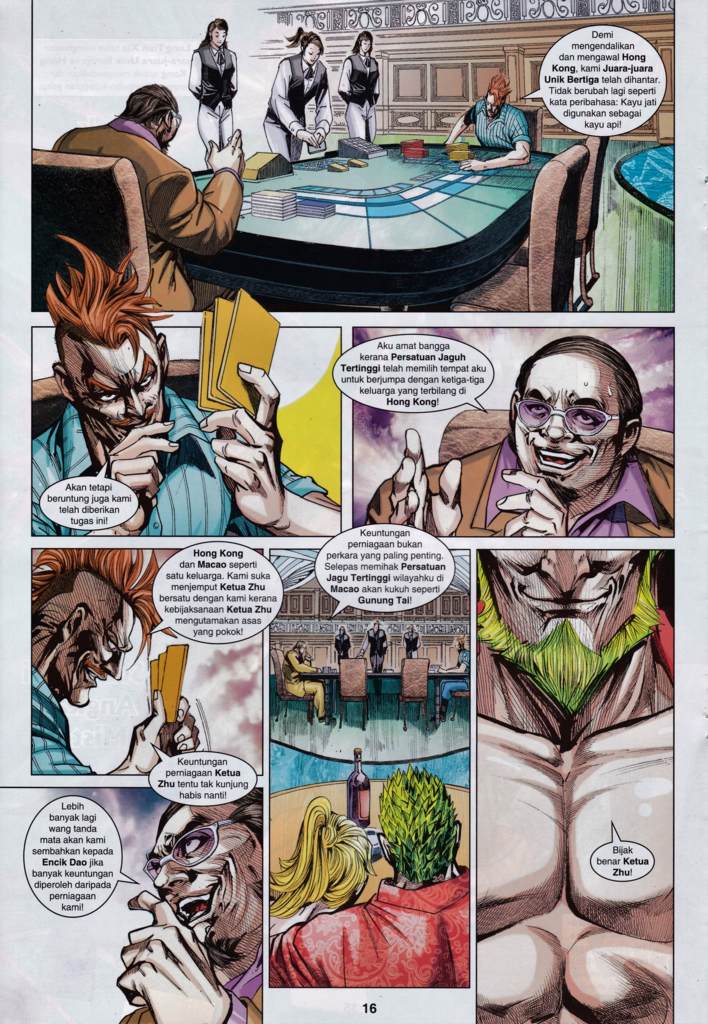 Demi
mengendalikan
dan mengawal Hong
Kong, kami Juara-juara
Unik Bertiga telah dihantar.
Tidak berubah lagi seperti
kata peribahasa: Kayu jati
digunakan sebagai
kayu api!
Akan tetapi
beruntung juga kami
telah diberikan
tugas ini!
Aku amat bangga
kerana Persatuan Jaguh
Tertinggi telah memilih tempat aku
untuk berjumpa dengan ketiga-tiga
keluarga yang terbilang di
Hong Kong!
Hong Kong
dan Macao seperti
satu keluarga. Kami suka
menjemput Ketua Zhu
bersatu dengan kami kerana
kebijaksanaan Ketua Zhu
mengutamakan asas
yang pokok!
Keuntungan
perniagaan Ketua
Zhu tentu tak kunjung
habis nanti!
Keuntungan
perniagaan bukan
perkara yang paling penting.
Selepas memihak Persatuan
Jagu Tertinggi wilayahku di
Macao akan kukuh seperti
Gunung Tai!
Lebih
banyak lagi
wang tanda
mata akan kami
sembahkan kepada
Encik Dao jika
banyak keuntungan
diperoleh daripada
perniagaan
kami!
Bijak
benar Ketua
Zhu!
16